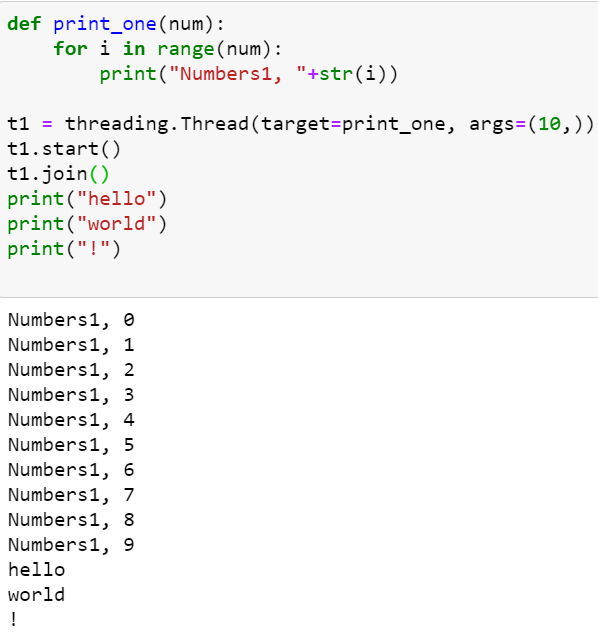 def print_one(num):
    for i in range(num):
        print("Numbers1, "+str(i))
t1 = threading.Thread(target=print_one, args=(10,))
t1.start()
t1.join()
print("hello")
print("world")
print("!")
Numbers1, 0
Numbers1, 1
Numbers1, 2
Numbers1, 3
Numbers1, 4
Numbers1, 5
Numbers1, 6
Numbers1, 7
Numbers1, 8
Numbers1, 9
hello
world
!